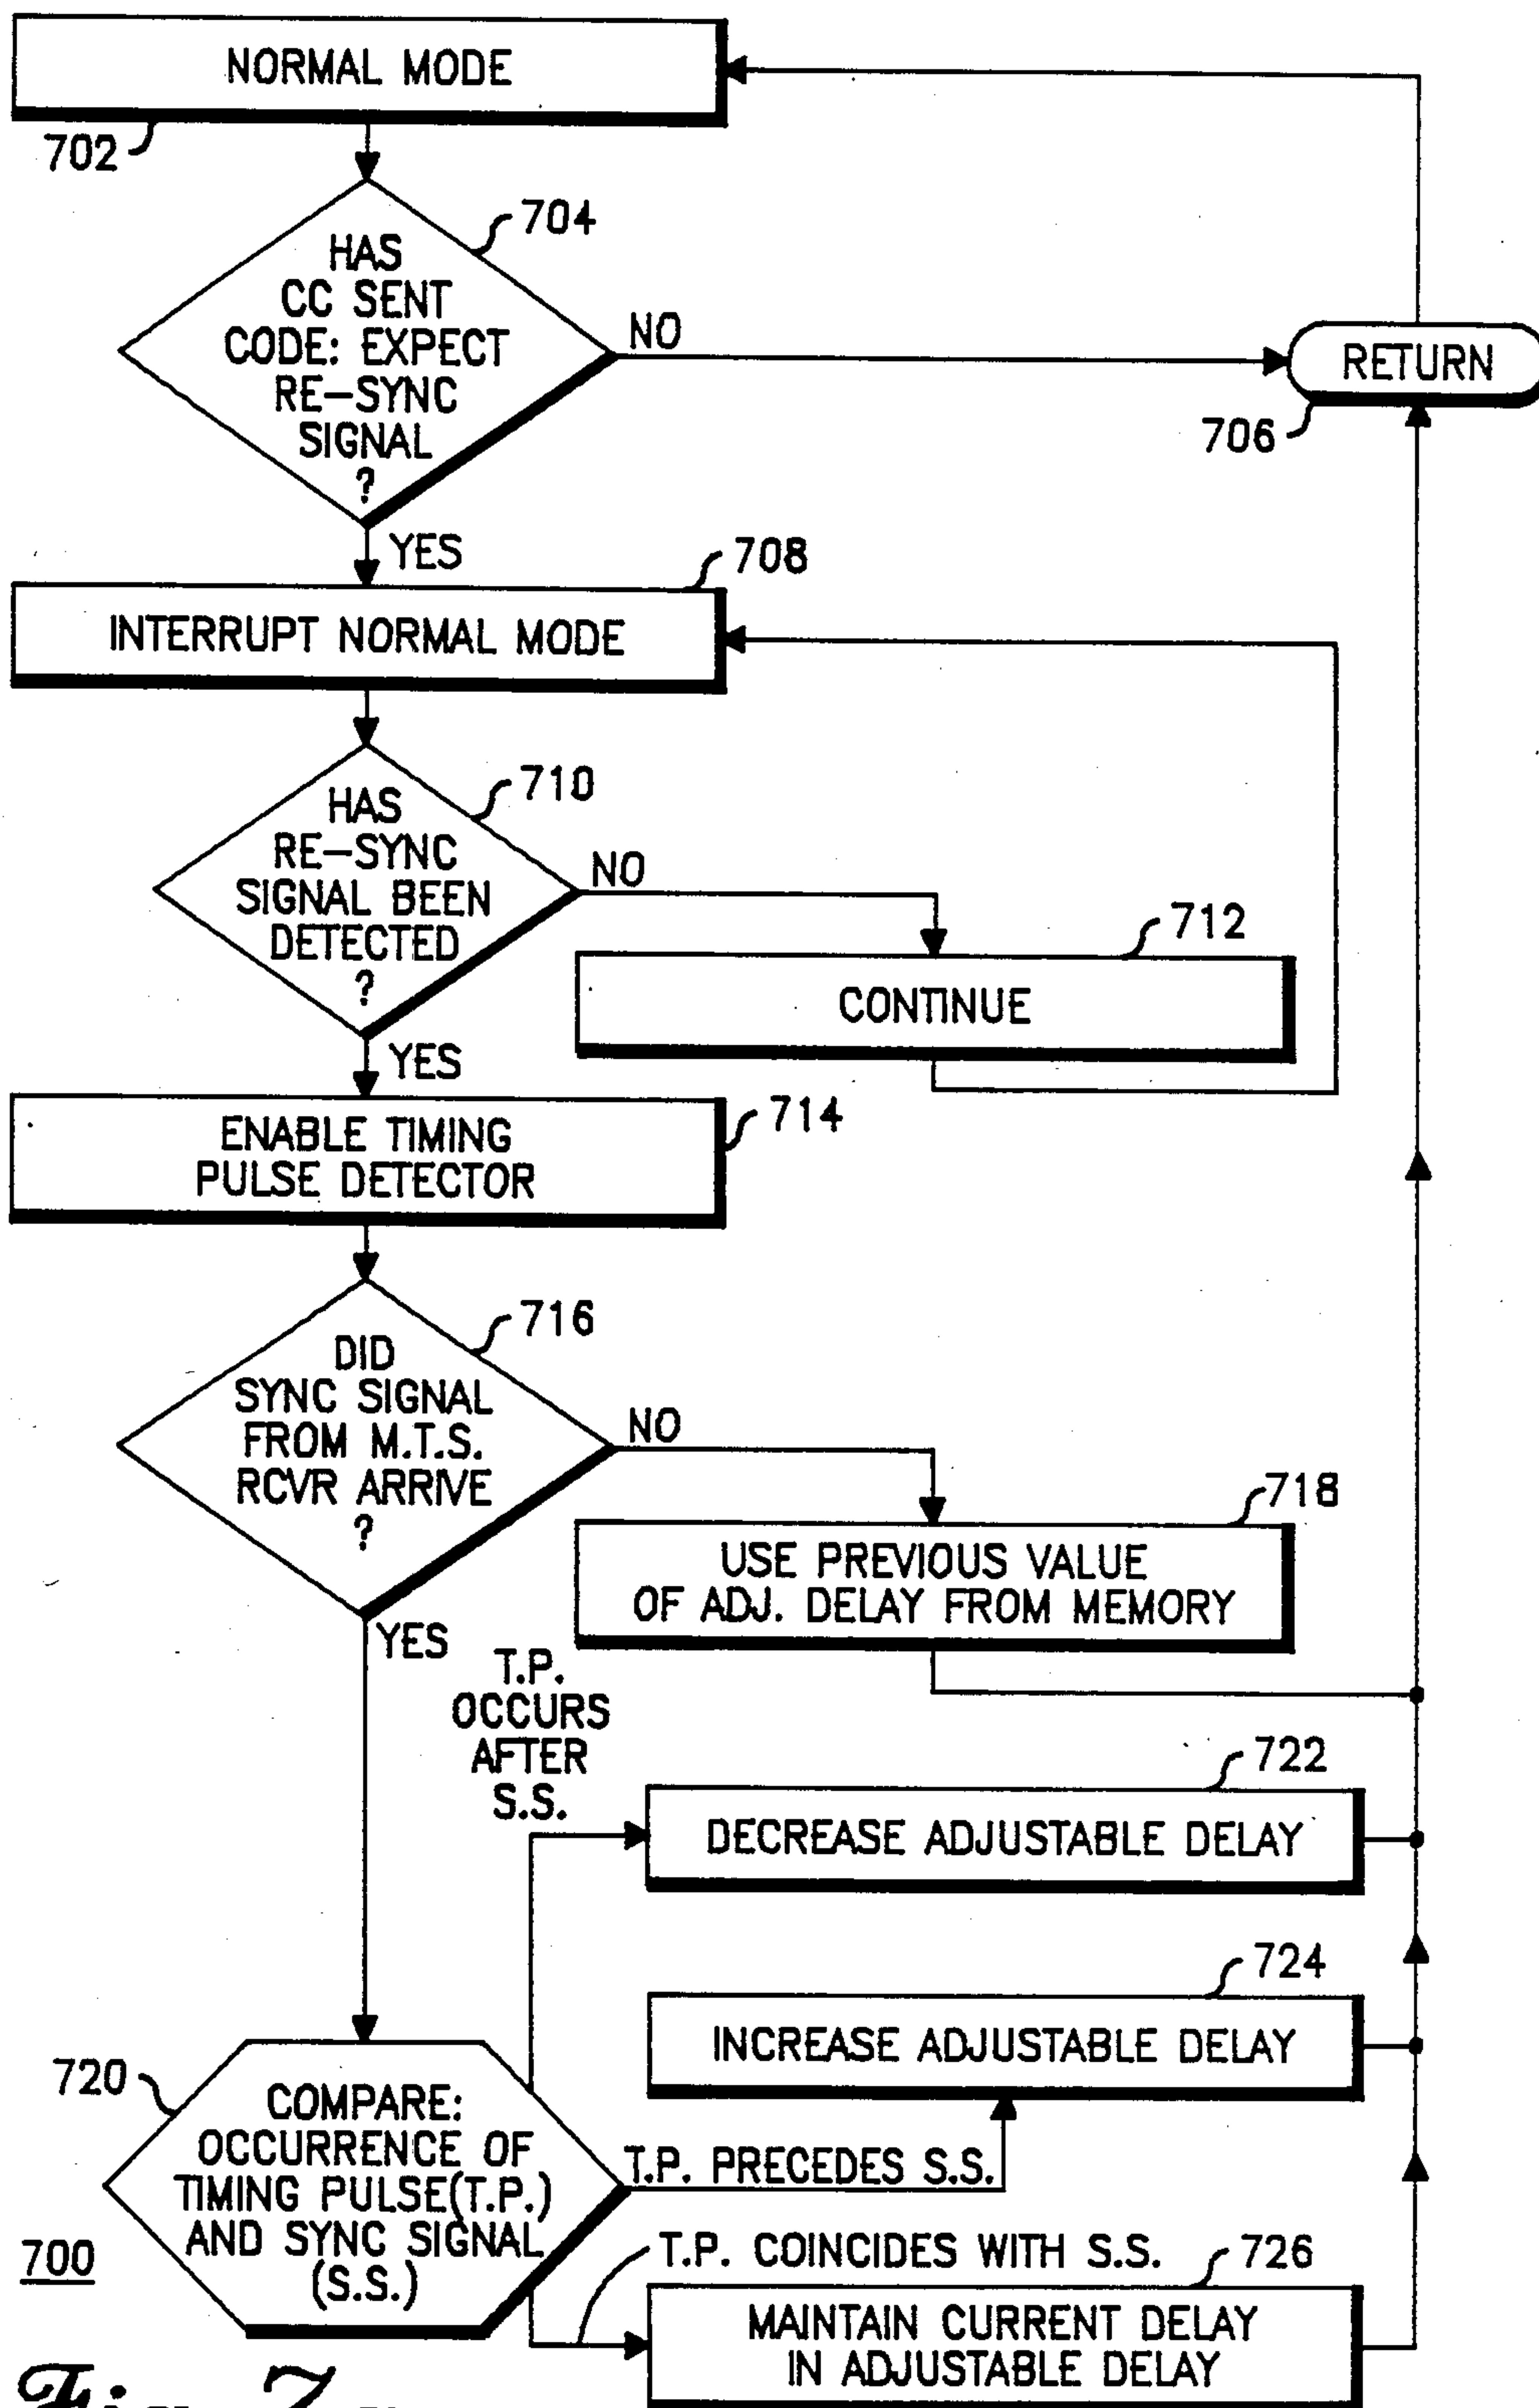 NORMAL MODE
702
704
HAS
CC SENT
CODE: EXPECT
RE-SYNC
SIGNAL
?
NO
RETURN
706
YES
708
INTERRUPT NORMAL MODE
710
HAS
RE-SYNC
SIGNAL BEEN
DETECTED
?
NO
712
CONTINUE
YES
714
ENABLE TIMING
PULSE DETECTOR
716
DID
SYNC SIGNAL
FROM M.T.S.
RCVR ARRIVE
?
NO
718
USE PREVIOUS VALUE
OF ADJ. DELAY FROM MEMORY
YES
T.P.
OCCURS
AFTER
S.S.
722
DECREASE ADJUSTABLE DELAY
724
INCREASE ADJUSTABLE DELAY
720
COMPARE:
OCCURRENCE OF
TIMING PULSE(T.P.)
AND SYNC SIGNAL
(S.S.)
T.P. PRECEDES S.S.
T.P. COINCIDES WITH S.S.
726
MAINTAIN CURRENT DELAY
IN ADJUSTABLE DELAY
700
Fig. 7